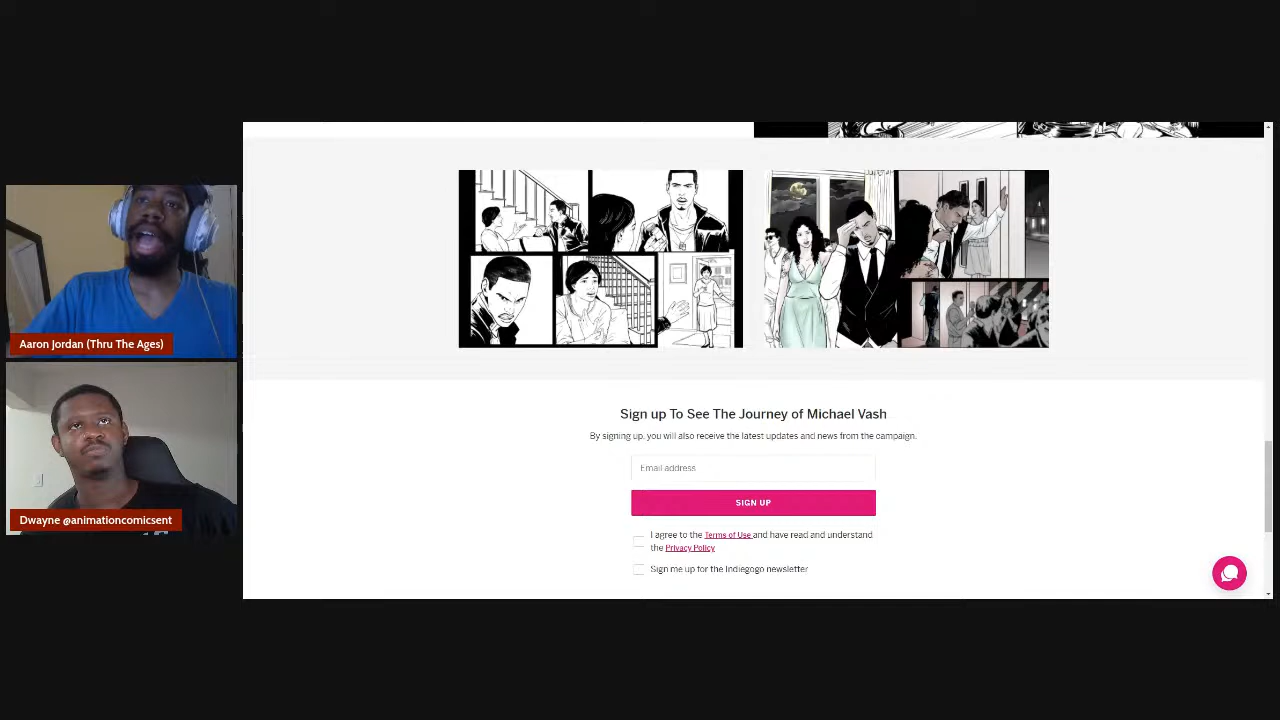 Aaron Jordan (Thru The Ages)
Dwayne @animationcomicsent
Sign up To See The Journey of Michael Vash
By signing up, you will also receive the latest updates and news from the campaign.
Email address
SIGN UP
I agree to the Terms of Use and have read and understand
the Privacy Policy
Sign me up for the Indiegogo newsletter